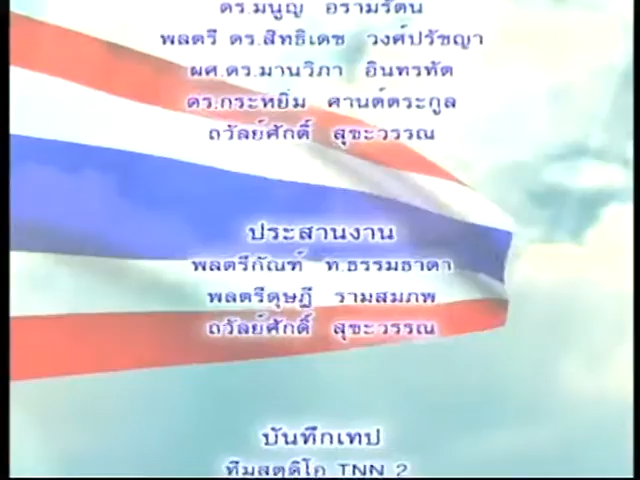 ดร.มนูญ อรามรัตน
พลตรี ดร.สิทธิเดช วงศ์ปรัชญา
ผศ.ดร.มานวิภา อินทรทัต
ดร.กระหยิ่ม ศานต์ตระกูล
ถวัลย์ศักดิ์ สุขะวรรณ
ประสานงาน
พลตรีกัณฑ์ ท.ธรรมธาดา
พลตรีดุษฎี รามสมภพ
ถวัลย์ศักดิ์ สุขะวรรณ
บันทึกเทป
ทีมสตูดิโอ TNN 2